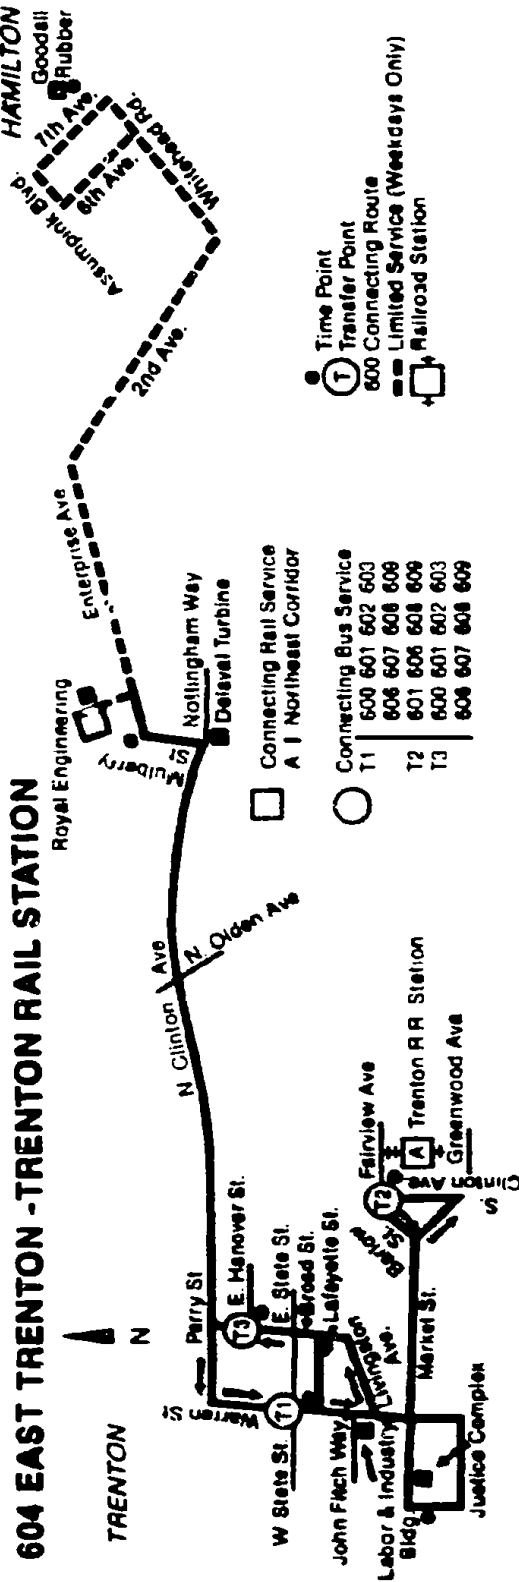 604 EAST TRENTON - TRENTON RAIL STATION
TRENTON
N
HAMILTON
Goodall
Rubber
7th Ave.
6th Ave.
Whitehead Rd.
Assunpink Blvd.
2nd Ave.
Enterprise Ave
Royal Engineering
Mulberry
St
Nottingham Way
Delaval Turbine
N Clinton Ave
N. Olden Ave
Perry St
Warren St
T3
E. Hanover St.
E. State St.
Broad St.
Lafayette St.
T1
W State St.
John Fitch Way
Livingston
Ave.
Labor & Industry
Bldg.
Market St.
Justice Complex
Barlow
St.
T2
Fairview Ave
A
Trenton R R Station
Greenwood Ave
S.
Clinton Ave
Connecting Rail Service
A | Northeast Corridor
Connecting Bus Service
T1 600 601 602 603
606 607 608 609
T2 601 606 608 609
T3 600 601 602 603
606 607 608 609
Time Point
T Transfer Point
600 Connecting Route
Limited Service (Weekdays Only)
Railroad Station